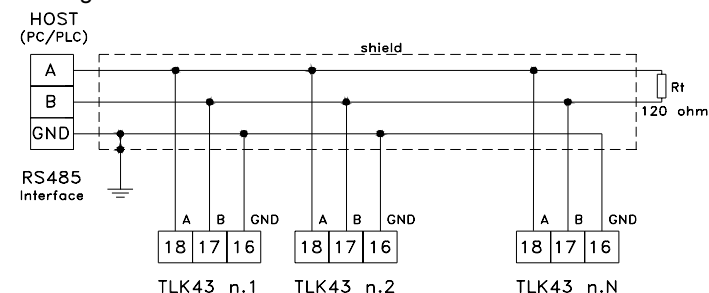 HOST
(PC/PLC)
shield
A
B
GND
Rt
120 ohm
RS485
Interface
A B GND
18 17 16
TLK43 n.1
A B GND
18 17 16
TLK43 n.2
A B GND
18 17 16
TLK43 n.N